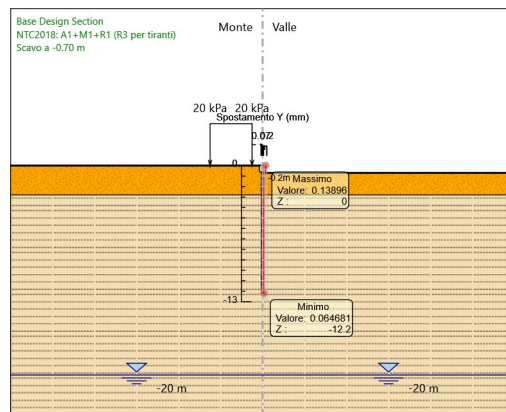 Base Design Section
NTC2018: A1+M1+R1 (R3 per tiranti)
Scavo a -0.70 m
Monte Valle
20 kPa 20 kPa
Spostamento Y (mm)
0
-0.2m
Massimo
Valore: 0.13896
Z : 0
-13
Minimo
Valore: 0.064681
Z : -12.2
-20 m
-20 m